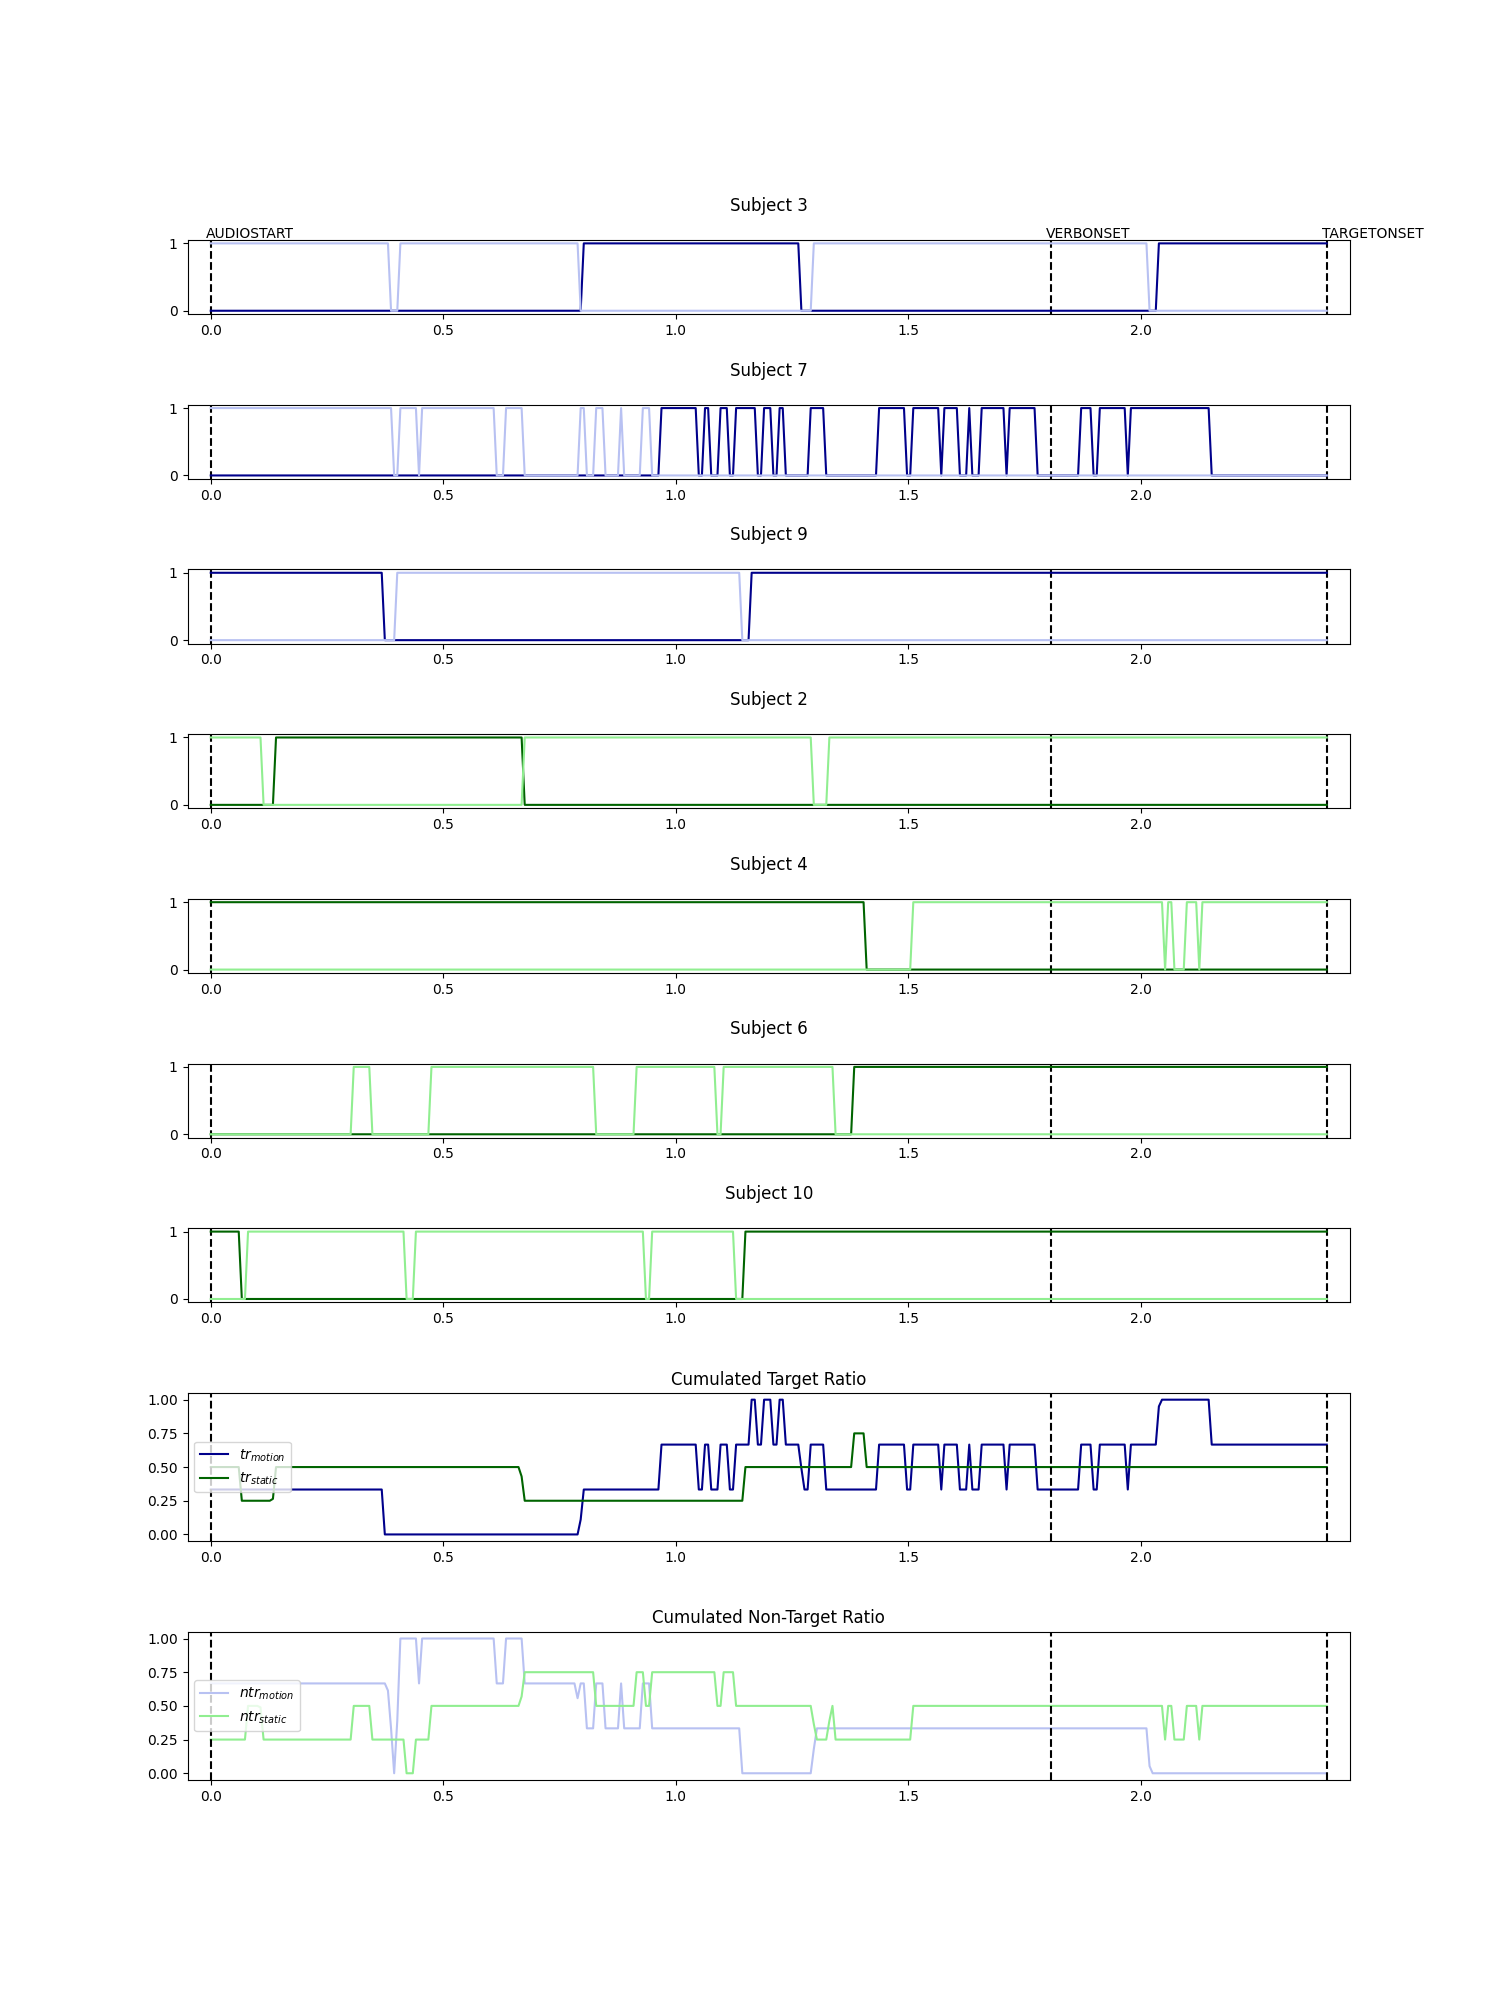 Subject 3
AUDIOSTART VERBONSET TARGETONSET
1
0
0.0 0.5 1.0 1.5 2.0
Subject 7
1
0
0.0 0.5 1.0 1.5 2.0
Subject 9
1
0
0.0 0.5 1.0 1.5 2.0
Subject 2
1
0
0.0 0.5 1.0 1.5 2.0
Subject 4
1
0
0.0 0.5 1.0 1.5 2.0
Subject 6
1
0
0.0 0.5 1.0 1.5 2.0
Subject 10
1
0
0.0 0.5 1.0 1.5 2.0
Cumulated Target Ratio
1.00
0.75
tr_motion
0.50
tr_static
0.25
0.00
0.0 0.5 1.0 1.5 2.0
Cumulated Non-Target Ratio
1.00
0.75
ntr_motion
0.50
ntr_static
0.25
0.00
0.0 0.5 1.0 1.5 2.0